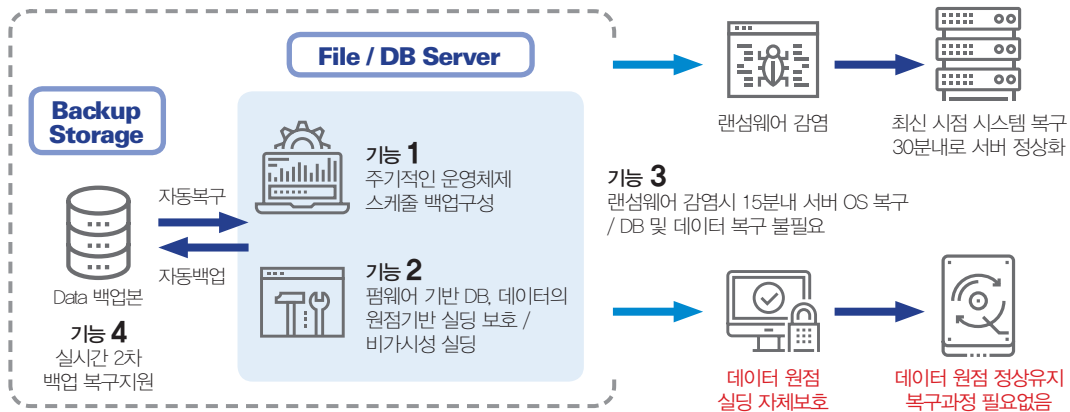 File / DB Server
Backup
Storage
자동복구
자동백업
Data 백업본
기능 4
실시간 2차
백업 복구지원
기능 1
주기적인 운영체제
스케줄 백업구성
기능 2
펌웨어 기반 DB, 데이터의
원점기반 실딩 보호 /
비가시성 실딩
랜섬웨어 감염
최신 시점 시스템 복구
30분내로 서버 정상화
기능 3
랜섬웨어 감염시 15분내 서버 OS 복구
/ DB 및 데이터 복구 불필요
데이터 원점
실딩 자체보호
데이터 원점 정상유지
복구과정 필요없음